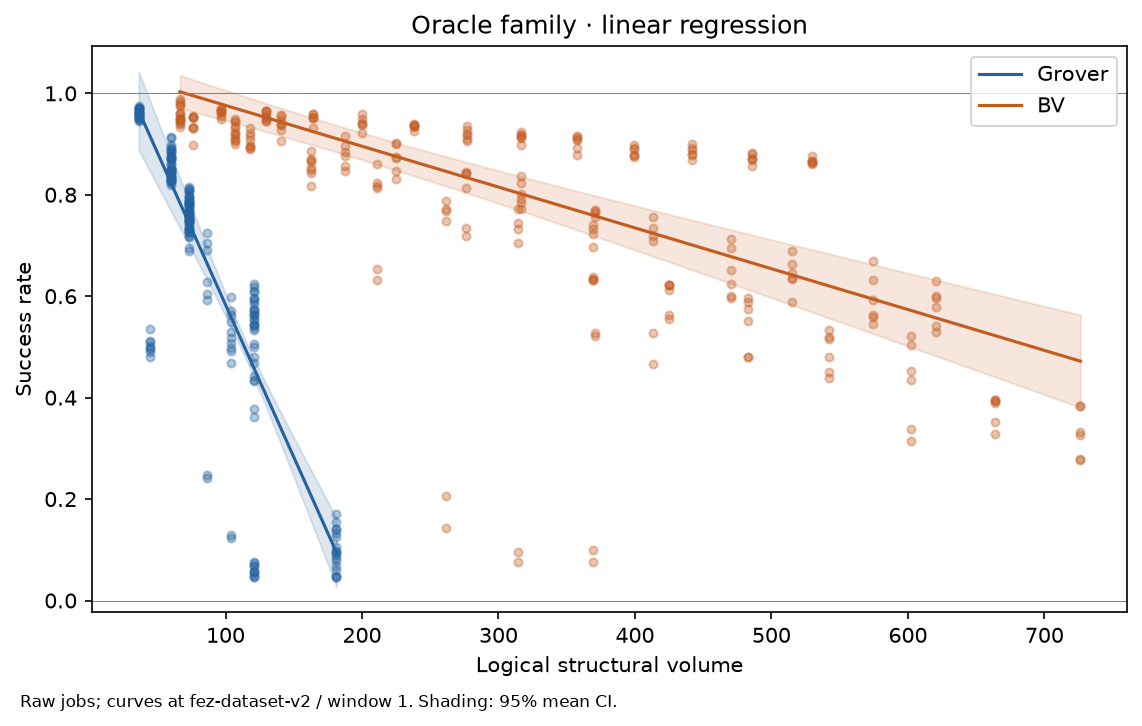 Oracle family · linear regression
Grover
BV
Success rate
1.0
0.8
0.6
0.4
0.2
0.0
100 200 300 400 500 600 700
Logical structural volume
Raw jobs; curves at fez-dataset-v2 / window 1. Shading: 95% mean CI.